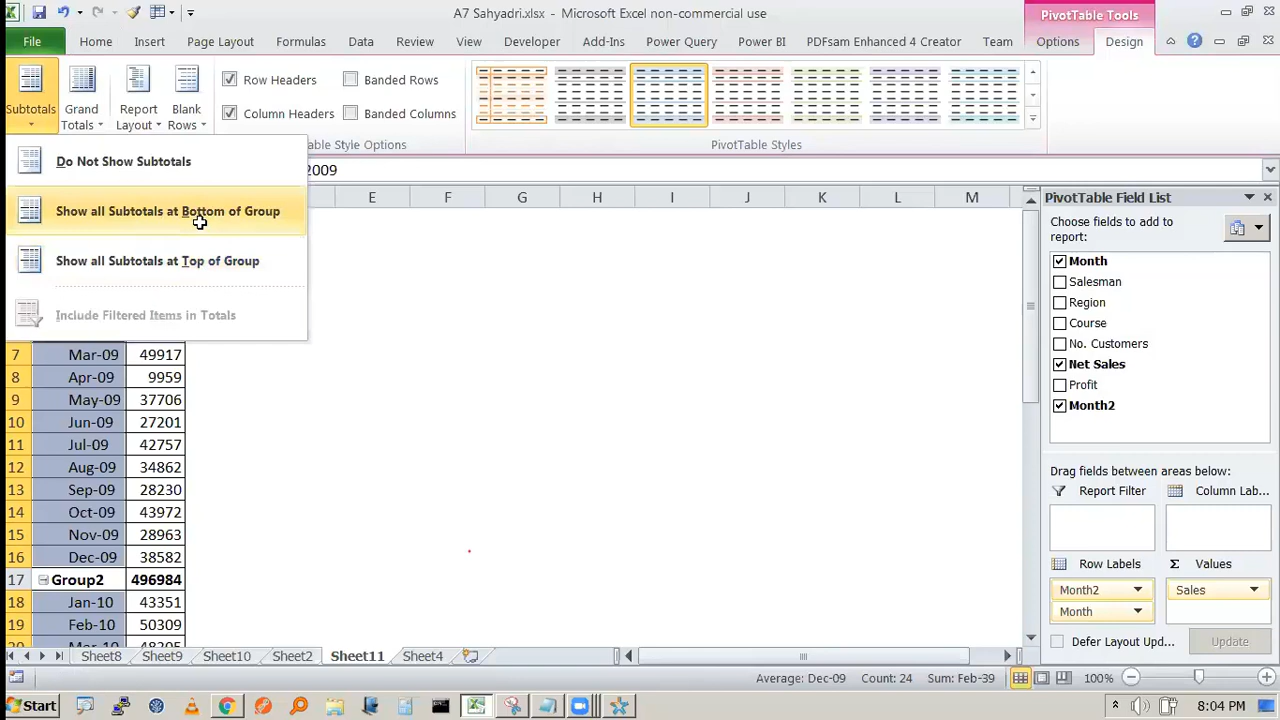 A7 Sahyadri.xlsx - Microsoft Excel non-commercial use
PivotTable Tools
File Home Insert Page Layout Formulas Data Review View Developer Add-Ins Power Query Power BI PDFsam Enhanced 4 Creator Team Options Design
Subtotals
Grand Totals
Report Layout
Blank Rows
Row Headers
Banded Rows
Column Headers
Banded Columns
table Style Options
PivotTable Styles
Do Not Show Subtotals
Show all Subtotals at Bottom of Group
Show all Subtotals at Top of Group
Include Filtered Items in Totals
2009
E F G H I J K L M
7 Mar-09 49917
8 Apr-09 9959
9 May-09 37706
10 Jun-09 27201
11 Jul-09 42757
12 Aug-09 34862
13 Sep-09 28230
14 Oct-09 43972
15 Nov-09 28963
16 Dec-09 38582
17 Group2 496984
18 Jan-10 43351
19 Feb-10 50309
PivotTable Field List
Choose fields to add to report:
Month
Salesman
Region
Course
No. Customers
Net Sales
Profit
Month2
Drag fields between areas below:
Report Filter
Column Lab...
Row Labels
Σ Values
Month2
Month
Sales
Defer Layout Upd...
Update
Sheet8 Sheet9 Sheet10 Sheet2 Sheet11 Sheet4
Average: Dec-09 Count: 24 Sum: Feb-39 100%
Start
8:04 PM